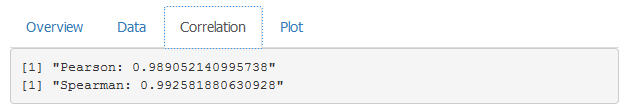 Overview Data Correlation Plot
[1] "Pearson: 0.989052140995738"
[1] "Spearman: 0.992581880630928"